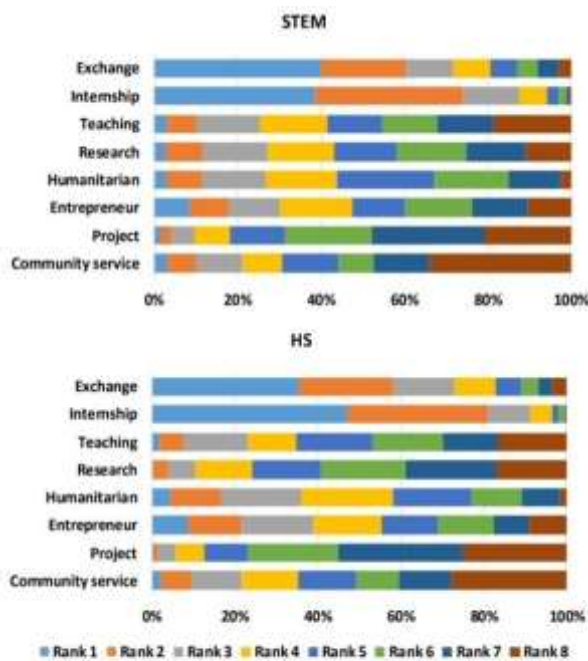 STEM
Exchange
Internship
Teaching
Research
Humanitarian
Entrepreneur
Project
Community service
0% 20% 40% 60% 80% 100%
HS
Exchange
Internship
Teaching
Research
Humanitarian
Entrepreneur
Project
Community service
0% 20% 40% 60% 80% 100%
Rank 1 Rank 2 Rank 3 Rank 4 Rank 5 Rank 6 Rank 7 Rank 8